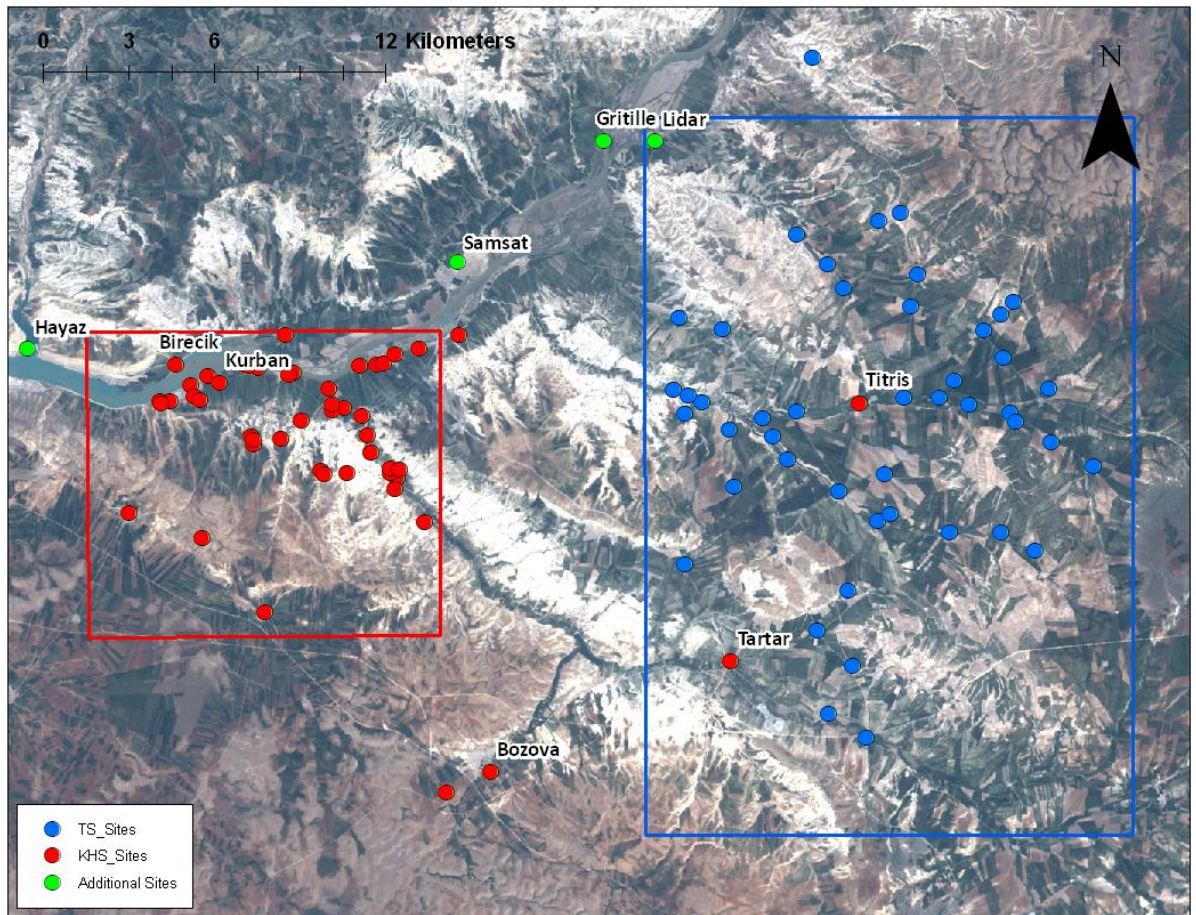 0 3 6 12 Kilometers
N
Gritille Lidar
Samsat
Hayaz
Birecik
Kurban
Titris
Tartar
Bozova
TS_Sites
KHS_Sites
Additional Sites